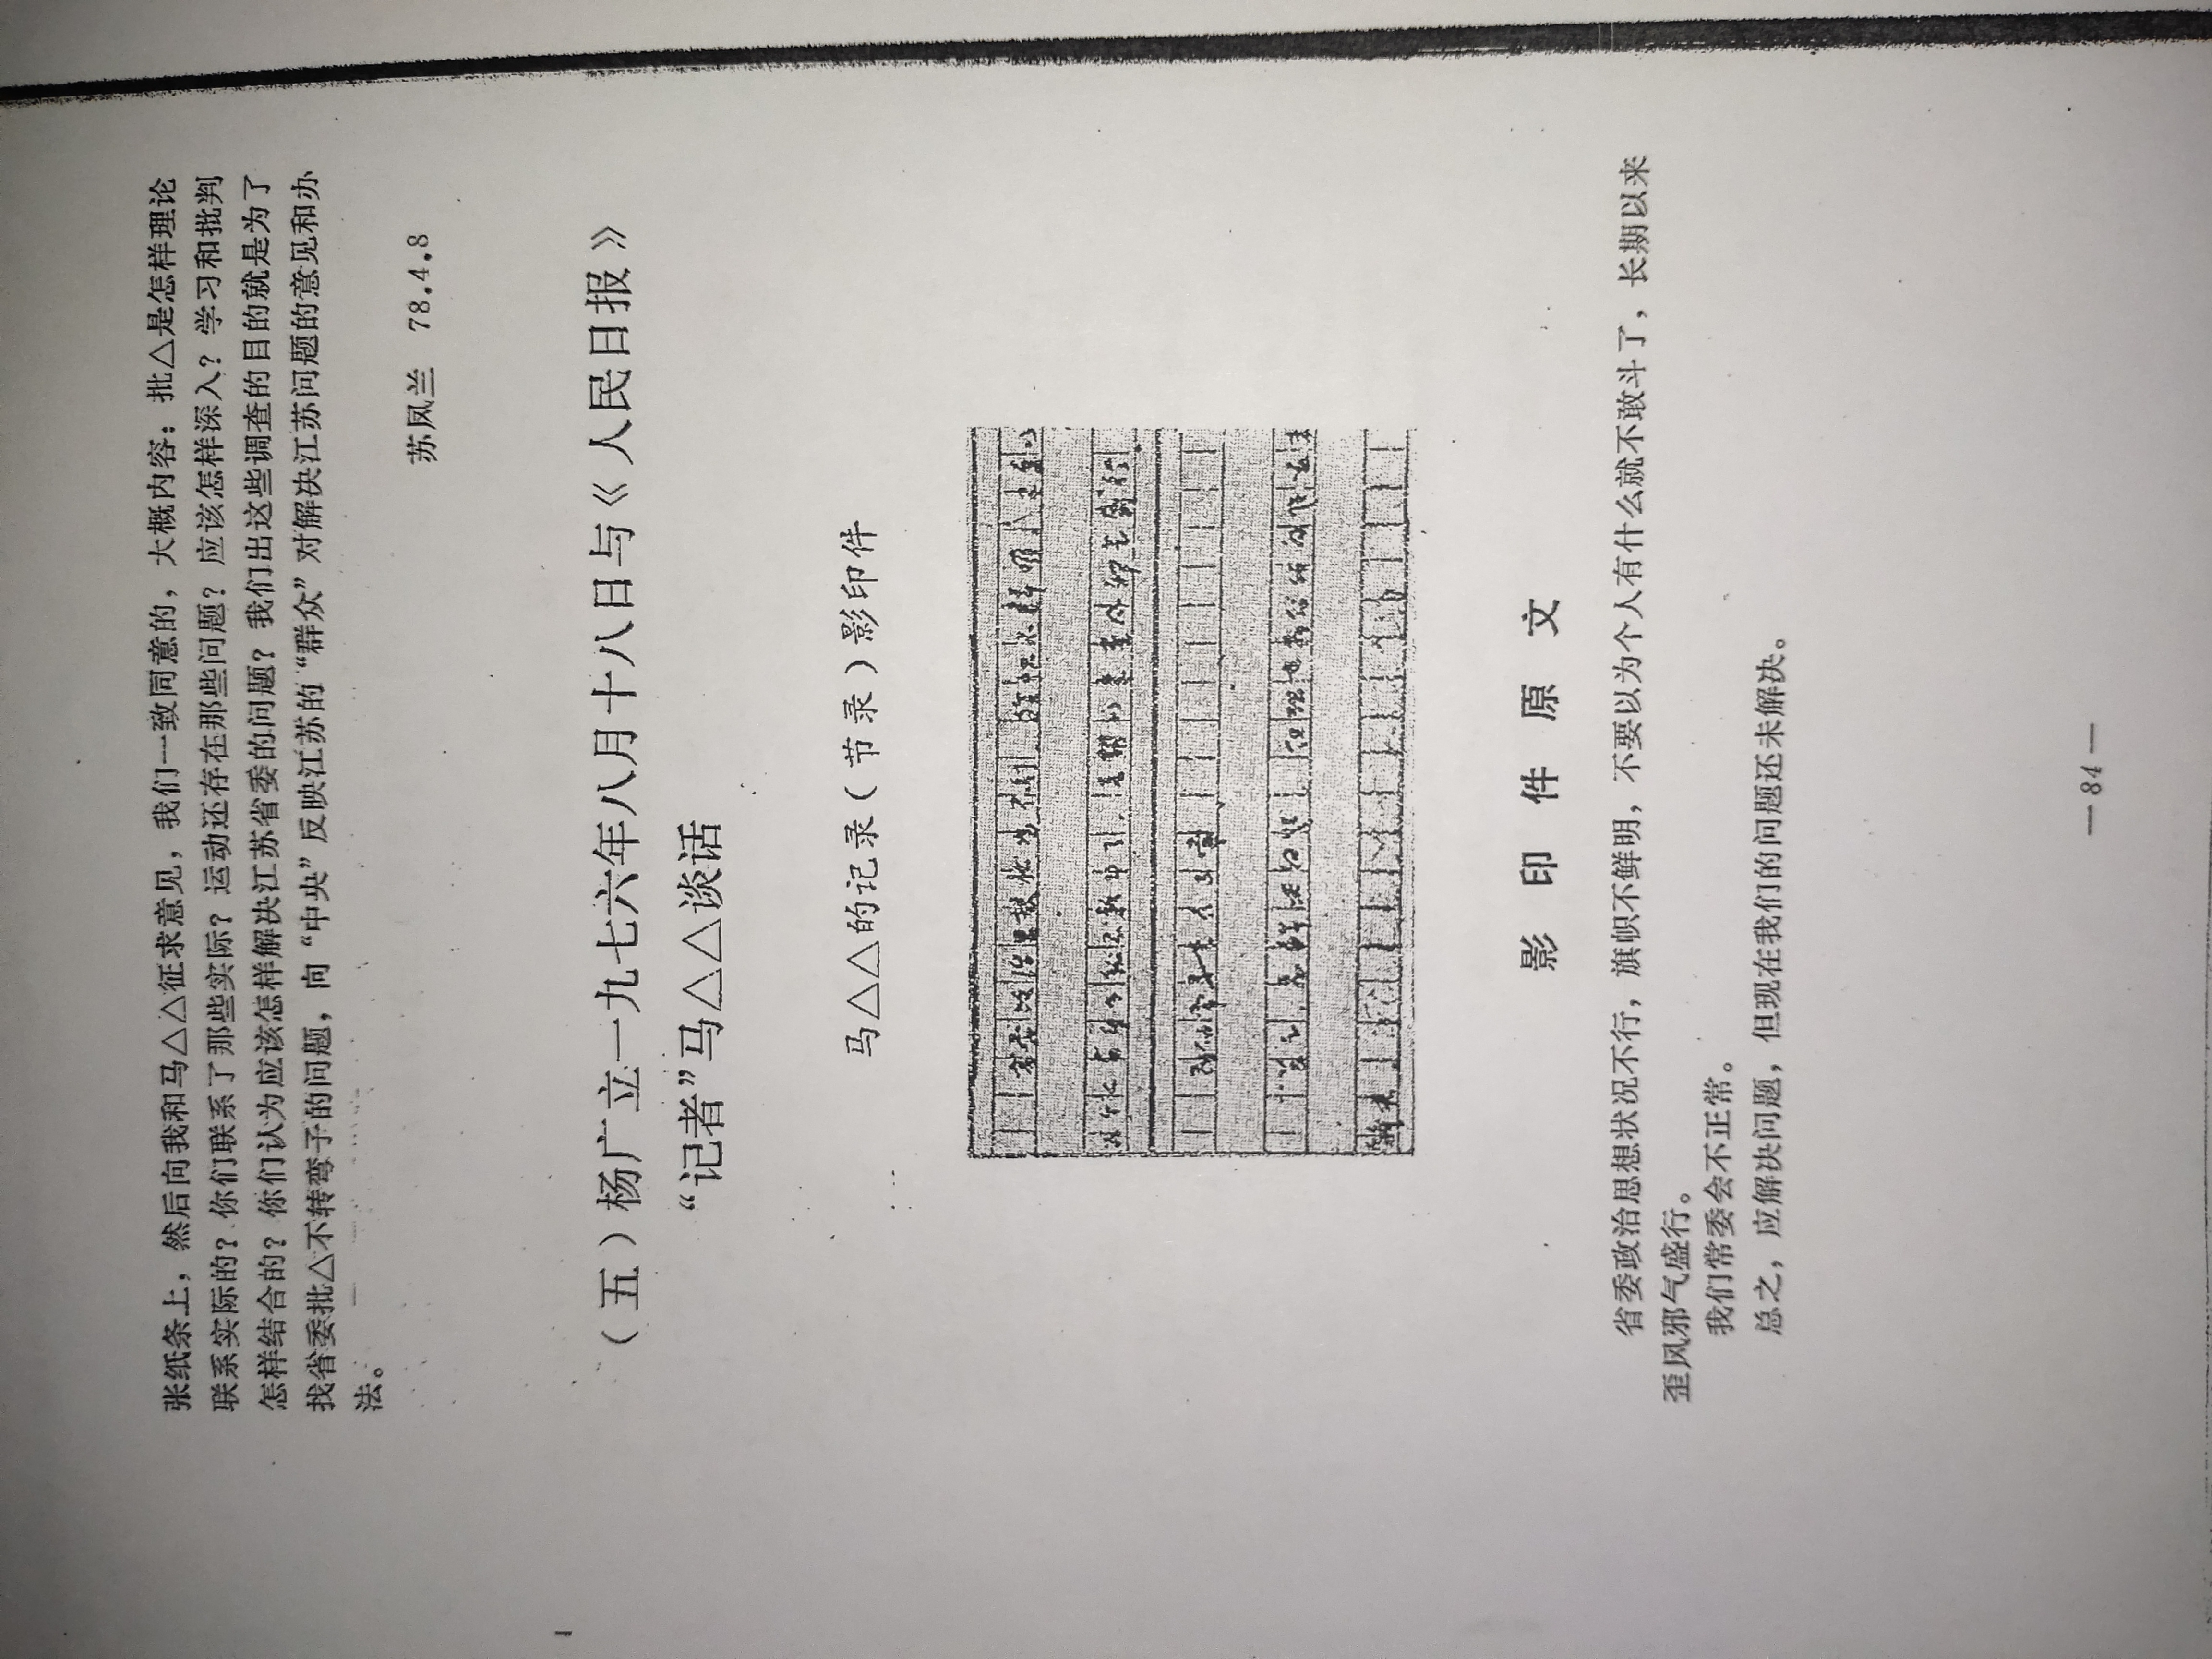 张纸条上，然后向我和马△△征求意见，我们一致同意的，大概内容：批△是怎样理论
联系实际的？你们联系了那些实际？运动还存在那些问题？应该怎样深入？学习和批判
怎样结合的？你们认为应该怎样解决江苏省委的问题？我们出这些调查的目的就是为了
找省委批△不转弯子的问题，向“中央”反映江苏的“群众”对解决江苏问题的意见和办
法。
苏凤兰 78.4.8
（五）杨广立一九七六年八月十八日与《人民日报》
“记者”马△△谈话
马△△的记录（节录）影印件
影印件原文
省委政治思想状况不行，旗帜不鲜明，不要以为个人有什么就不敢斗了，长期以来
歪风邪气盛行。
我们常委会不正常。
总之，应解决问题，但现在我们的问题还未解决。
—84—